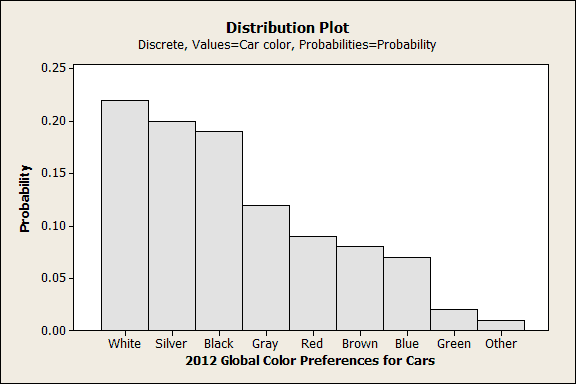 Distribution Plot
Discrete, Values=Car color, Probabilities=Probability
Probability
0.25
0.20
0.15
0.10
0.05
0.00
White Silver Black Gray Red Brown Blue Green Other
2012 Global Color Preferences for Cars